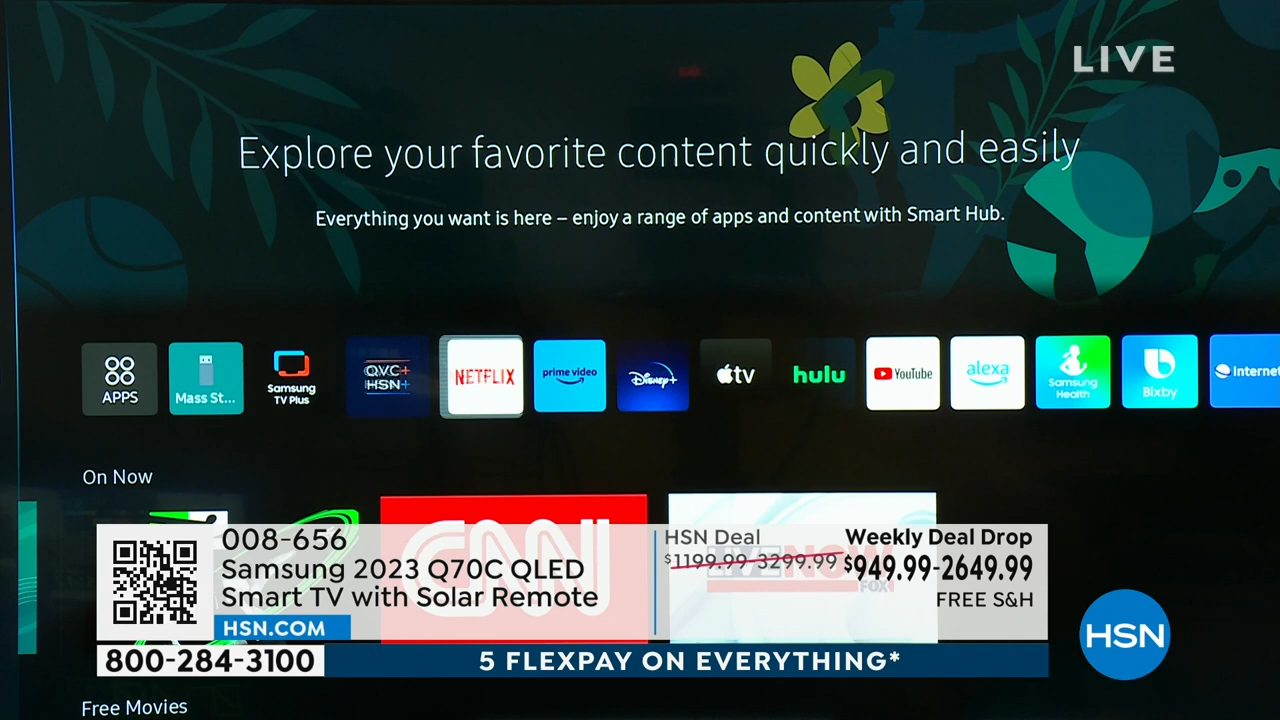 LIVE
Explore your favorite content quickly and easily
Everything you want is here – enjoy a range of apps and content with Smart Hub.
APPS
Mass St...
Samsung
TV Plus
QVC+
HSN+
NETFLIX
prime video
Disney+
tv
hulu
YouTube
alexa
Samsung
Health
Bixby
Internet
On Now
CNN
LIVENOW
FOX
008-656
Samsung 2023 Q70C QLED
Smart TV with Solar Remote
HSN.COM
HSN Deal
$1199.99-3299.99
Weekly Deal Drop
$949.99-2649.99
FREE S&H
800-284-3100
5 FLEXPAY ON EVERYTHING*
HSN
Free Movies